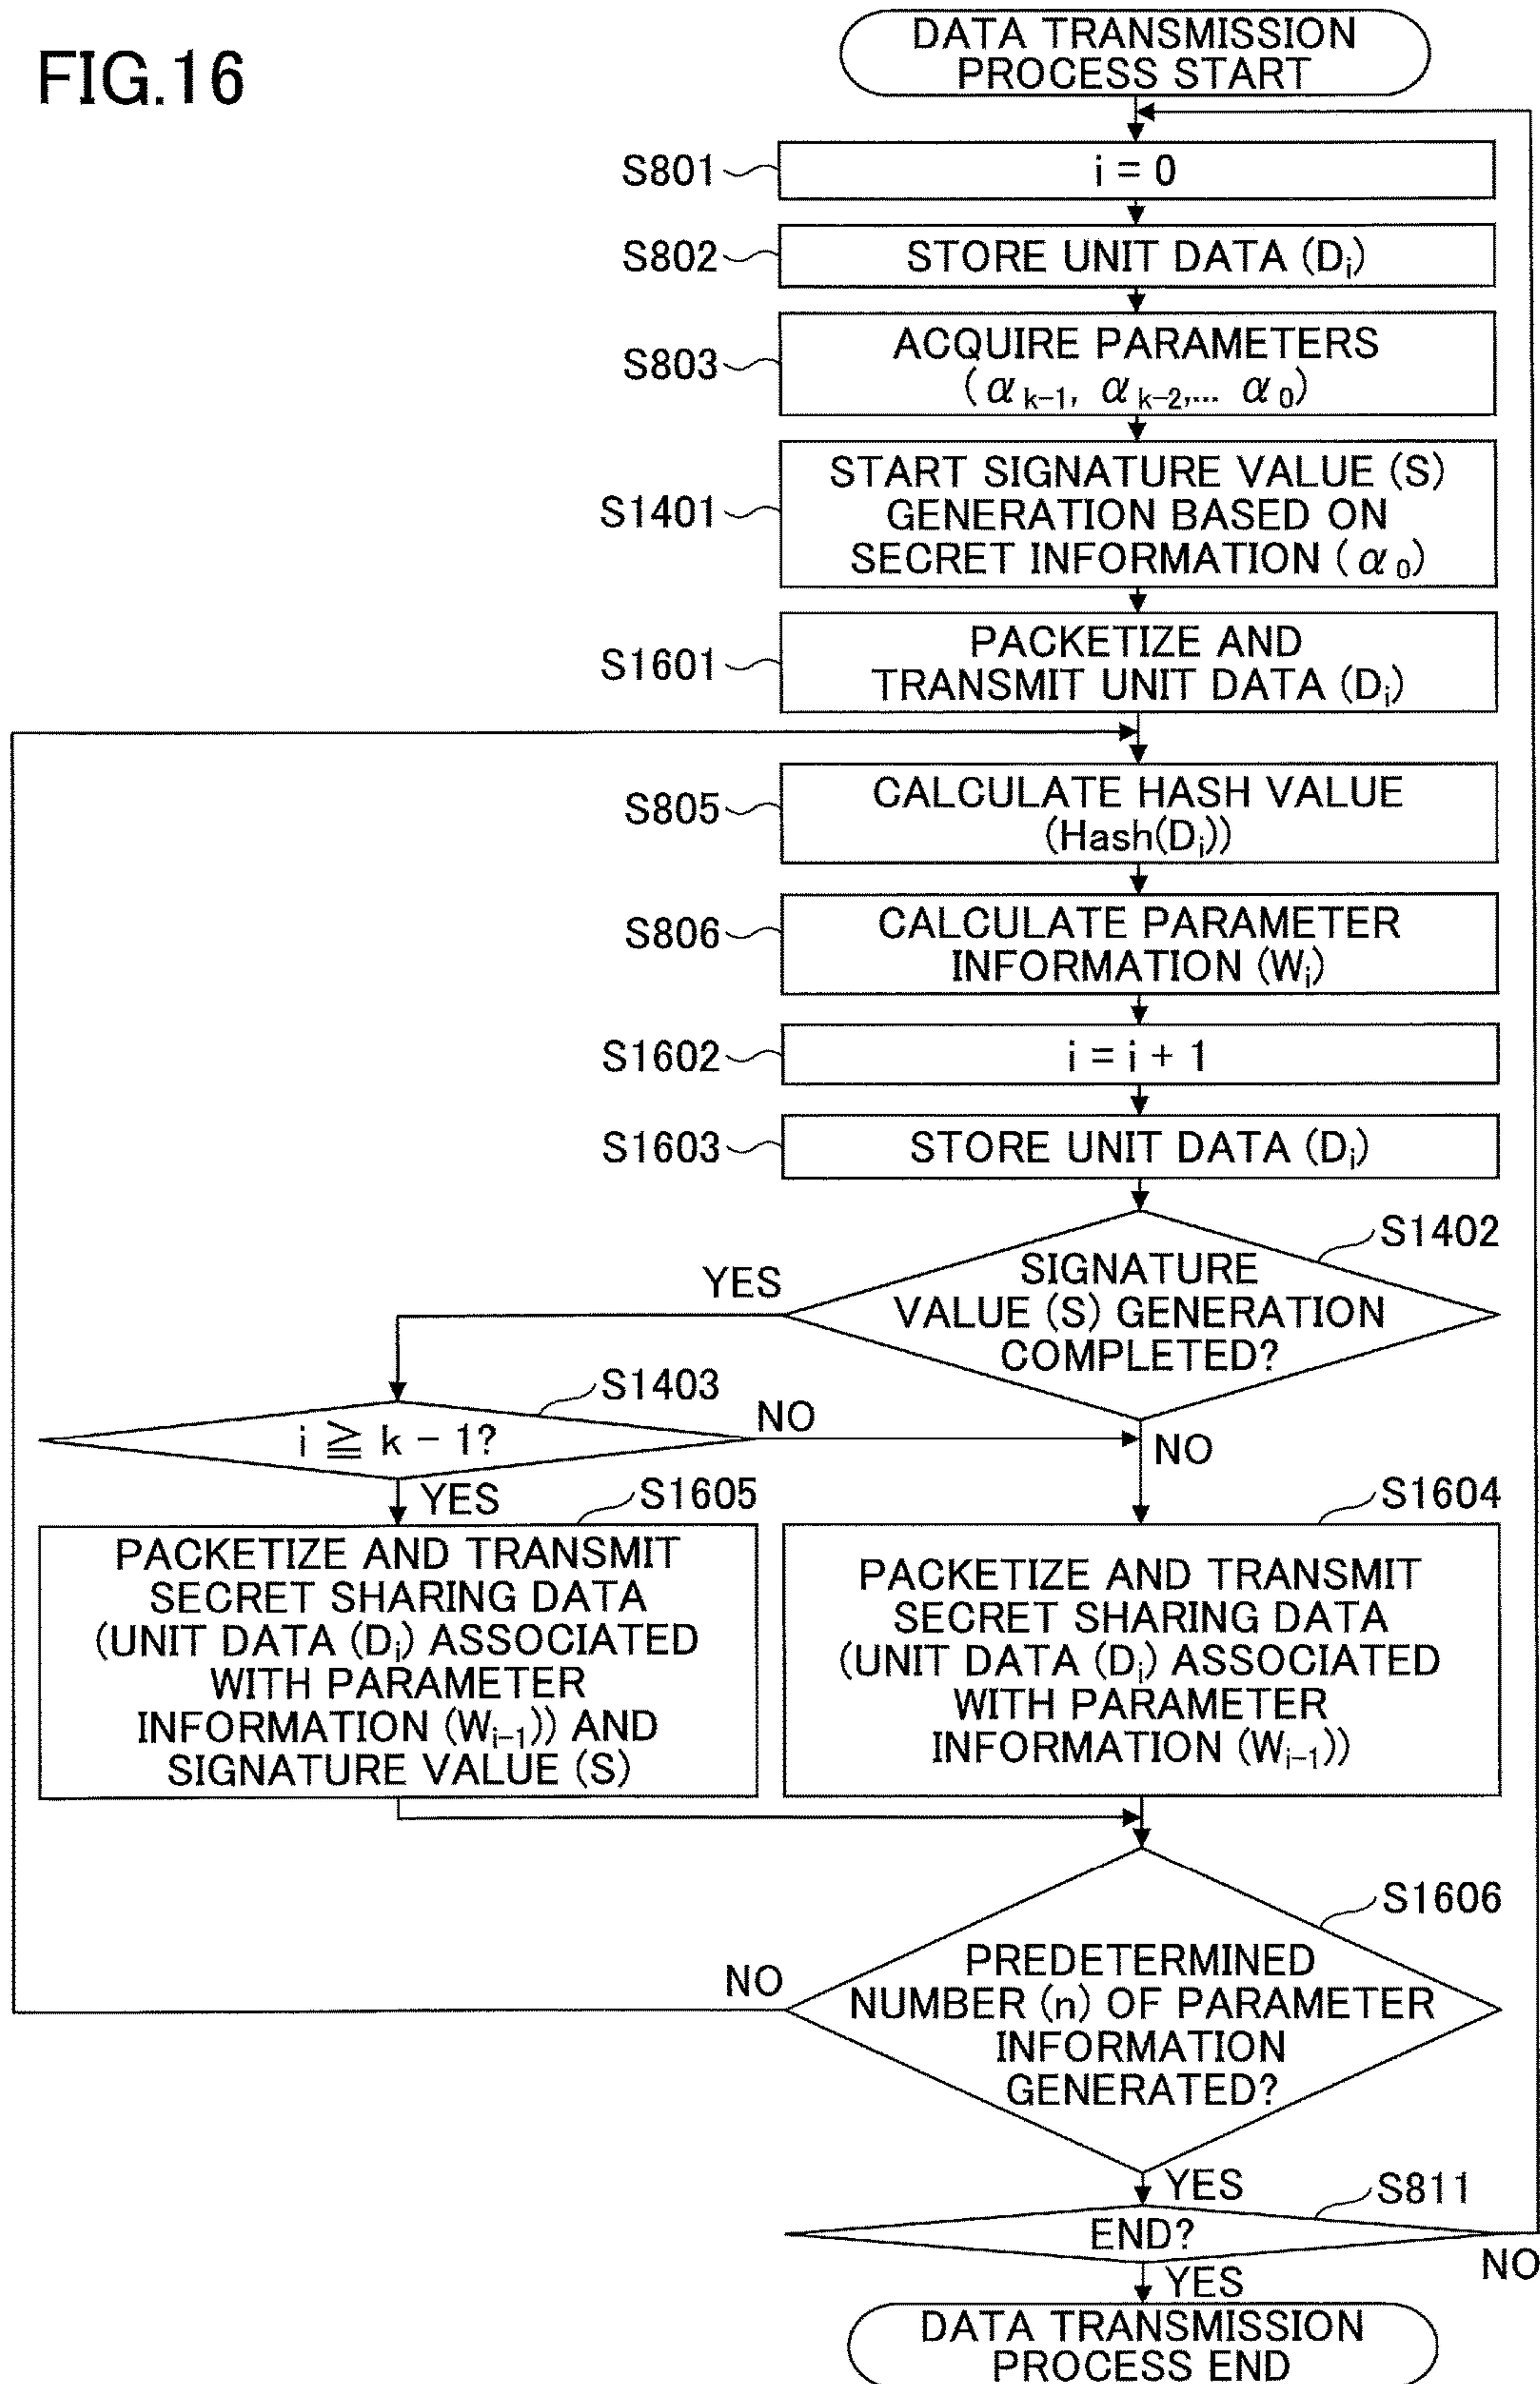 FIG.16
DATA TRANSMISSION
PROCESS START
S801
i = 0
S802
STORE UNIT DATA (Di)
S803
ACQUIRE PARAMETERS
(αk-1, αk-2,... α0)
S1401
START SIGNATURE VALUE (S)
GENERATION BASED ON
SECRET INFORMATION (α0)
S1601
PACKETIZE AND
TRANSMIT UNIT DATA (Di)
S805
CALCULATE HASH VALUE
(Hash(Di))
S806
CALCULATE PARAMETER
INFORMATION (Wi)
S1602
i = i + 1
S1603
STORE UNIT DATA (Di)
S1402
SIGNATURE
VALUE (S) GENERATION
COMPLETED?
YES
NO
S1403
i ≧ k - 1?
NO
YES
S1605
PACKETIZE AND TRANSMIT
SECRET SHARING DATA
(UNIT DATA (Di) ASSOCIATED
WITH PARAMETER
INFORMATION (Wi-1)) AND
SIGNATURE VALUE (S)
S1604
PACKETIZE AND TRANSMIT
SECRET SHARING DATA
(UNIT DATA (Di) ASSOCIATED
WITH PARAMETER
INFORMATION (Wi-1))
S1606
PREDETERMINED
NUMBER (n) OF PARAMETER
INFORMATION
GENERATED?
NO
YES
S811
END?
NO
YES
DATA TRANSMISSION
PROCESS END